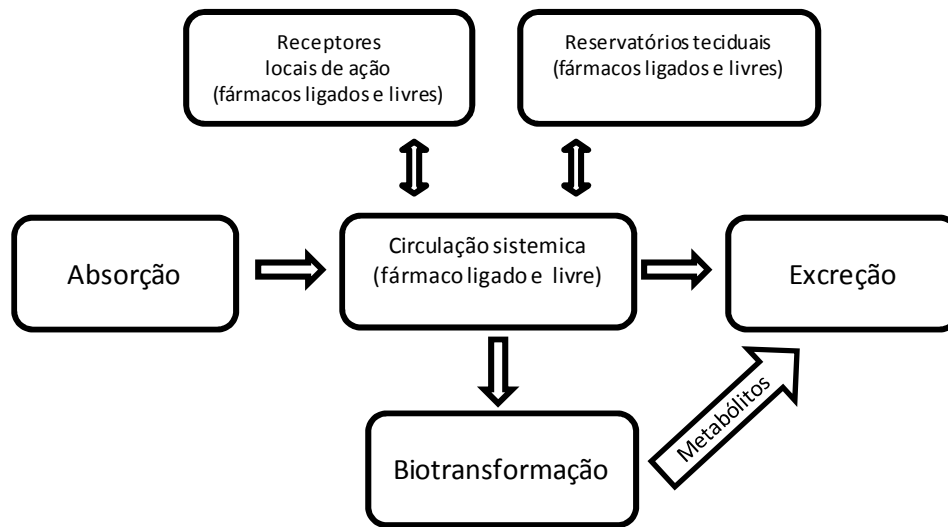 Receptores
locais de ação
(fármacos ligados e livres)
Reservatórios teciduais
(fármacos ligados e livres)
Absorção
Circulação sistemica
(fármaco ligado e livre)
Excreção
Biotransformação
Metabólitos